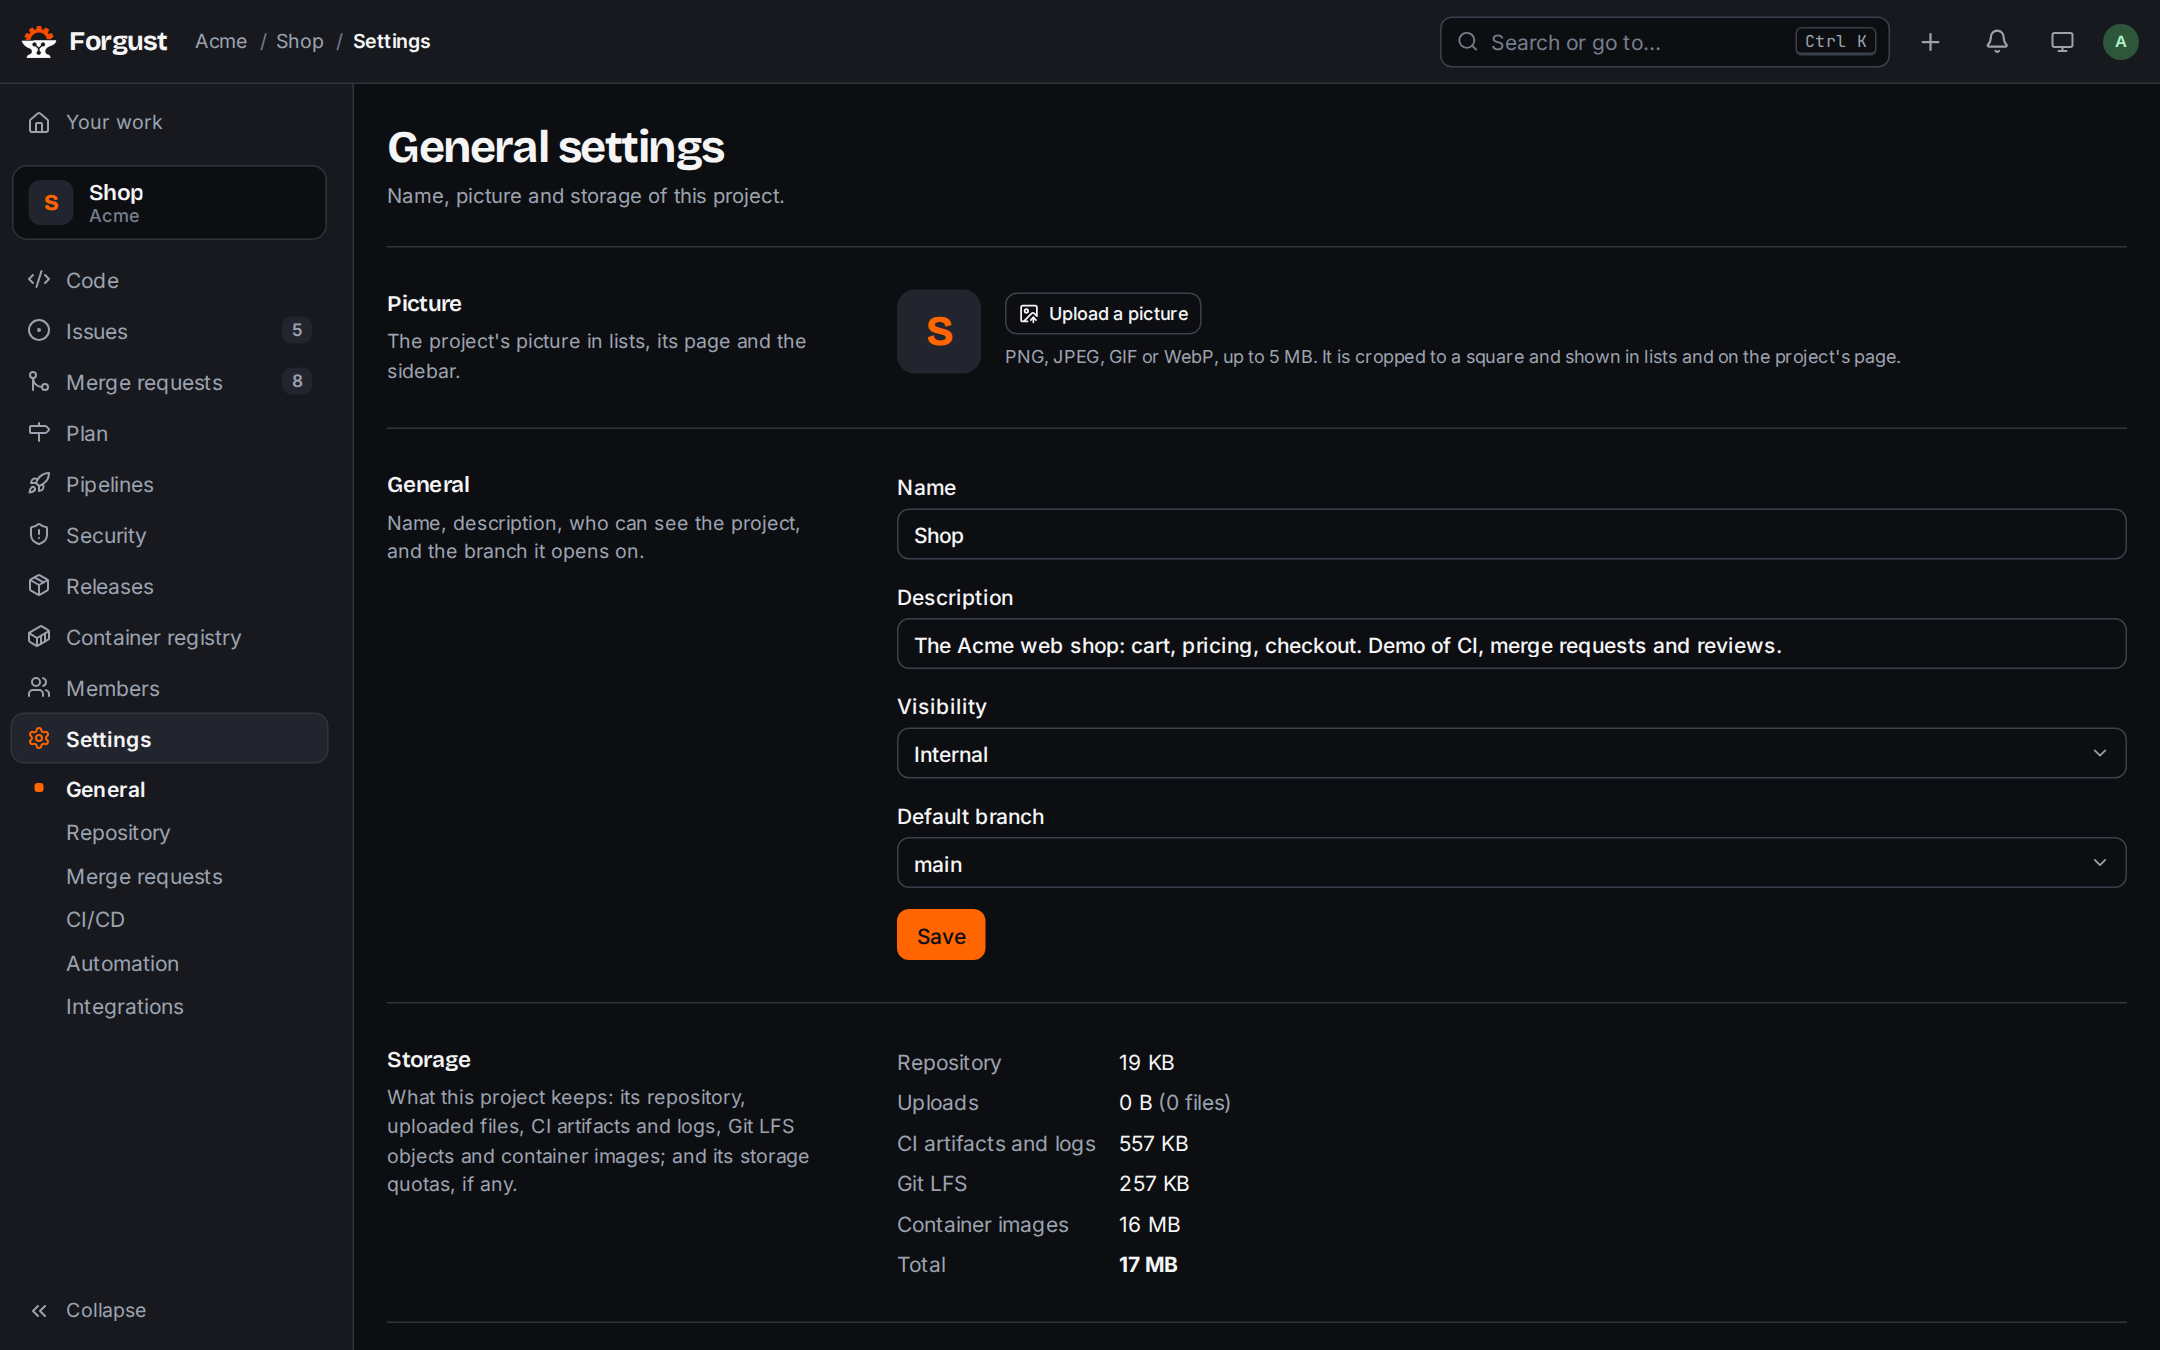 Forgust
Acme / Shop / Settings
Search or go to...
Ctrl K
A
Your work
S
Shop
Acme
Code
Issues
5
Merge requests
8
Plan
Pipelines
Security
Releases
Container registry
Members
Settings
General
Repository
Merge requests
CI/CD
Automation
Integrations
Collapse
General settings
Name, picture and storage of this project.
Picture
The project's picture in lists, its page and the
sidebar.
S
Upload a picture
PNG, JPEG, GIF or WebP, up to 5 MB. It is cropped to a square and shown in lists and on the project's page.
General
Name, description, who can see the project,
and the branch it opens on.
Name
Shop
Description
The Acme web shop: cart, pricing, checkout. Demo of CI, merge requests and reviews.
Visibility
Internal
Default branch
main
Save
Storage
What this project keeps: its repository,
uploaded files, CI artifacts and logs, Git LFS
objects and container images; and its storage
quotas, if any.
Repository 19 KB
Uploads 0 B (0 files)
CI artifacts and logs 557 KB
Git LFS 257 KB
Container images 16 MB
Total 17 MB